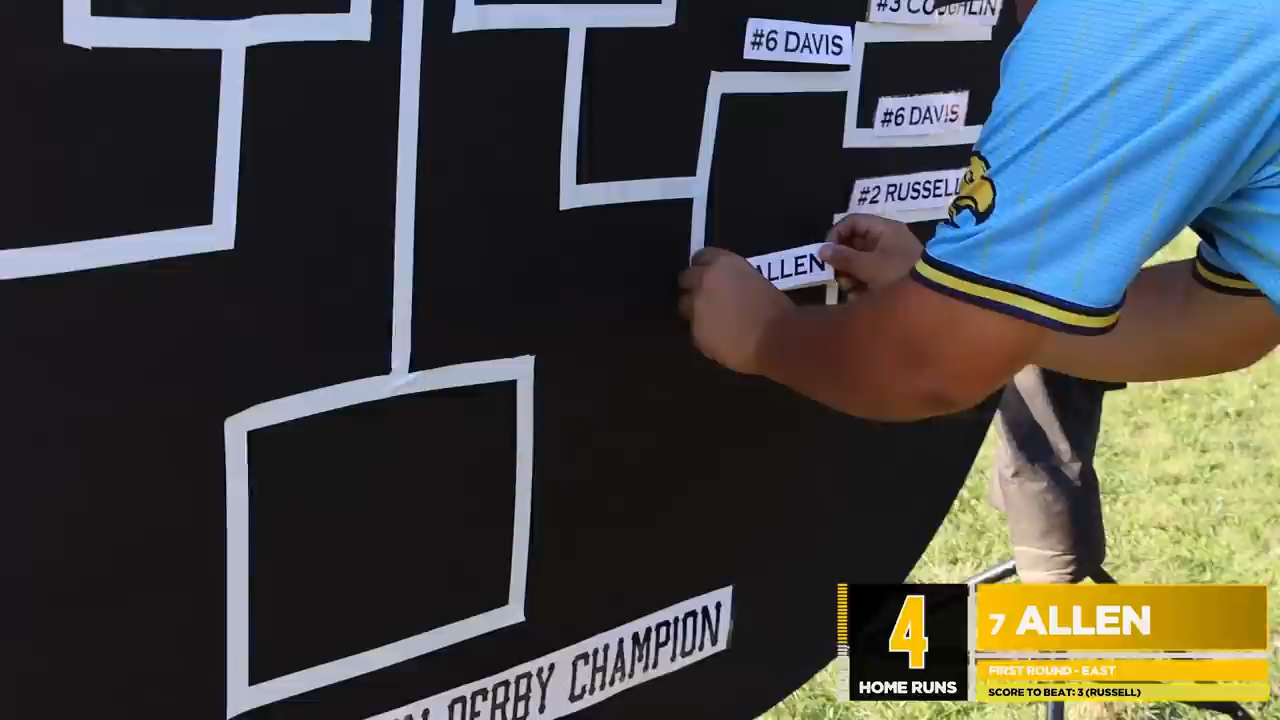 #3 COUGHLIN
#6 DAVIS
#6 DAVIS
#2 RUSSELL
ALLEN
DERBY CHAMPION
4
HOME RUNS
7 ALLEN
FIRST ROUND - EAST
SCORE TO BEAT: 3 (RUSSELL)